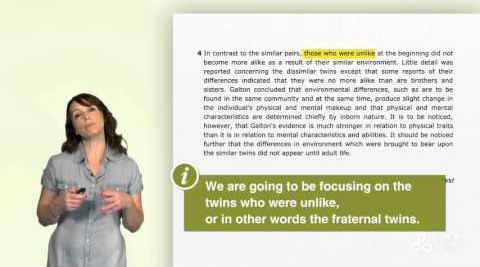 4 In contrast to the similar pairs, those who were unlike at the beginning did not
become more alike as a result of their similar environment. Little detail was
reported concerning the dissimilar twins except that some reports of their
differences indicated that they were no more alike than are brothers and
sisters. Galton concluded that environmental differences, such as are to be
found in the same community and at the same time, produce slight change in
the individual's physical and mental makeup and that physical and mental
characteristics are determined chiefly by inborn nature. It is to be noticed,
however, that Galton's evidence is much stronger in relation to physical traits
than it is in relation to mental characteristics and abilities. It should be noticed
further that the differences in environment which were brought to bear upon
the similar twins did not appear until adult life.
i
We are going to be focusing on the
twins who were unlike,
or in other words the fraternal twins.